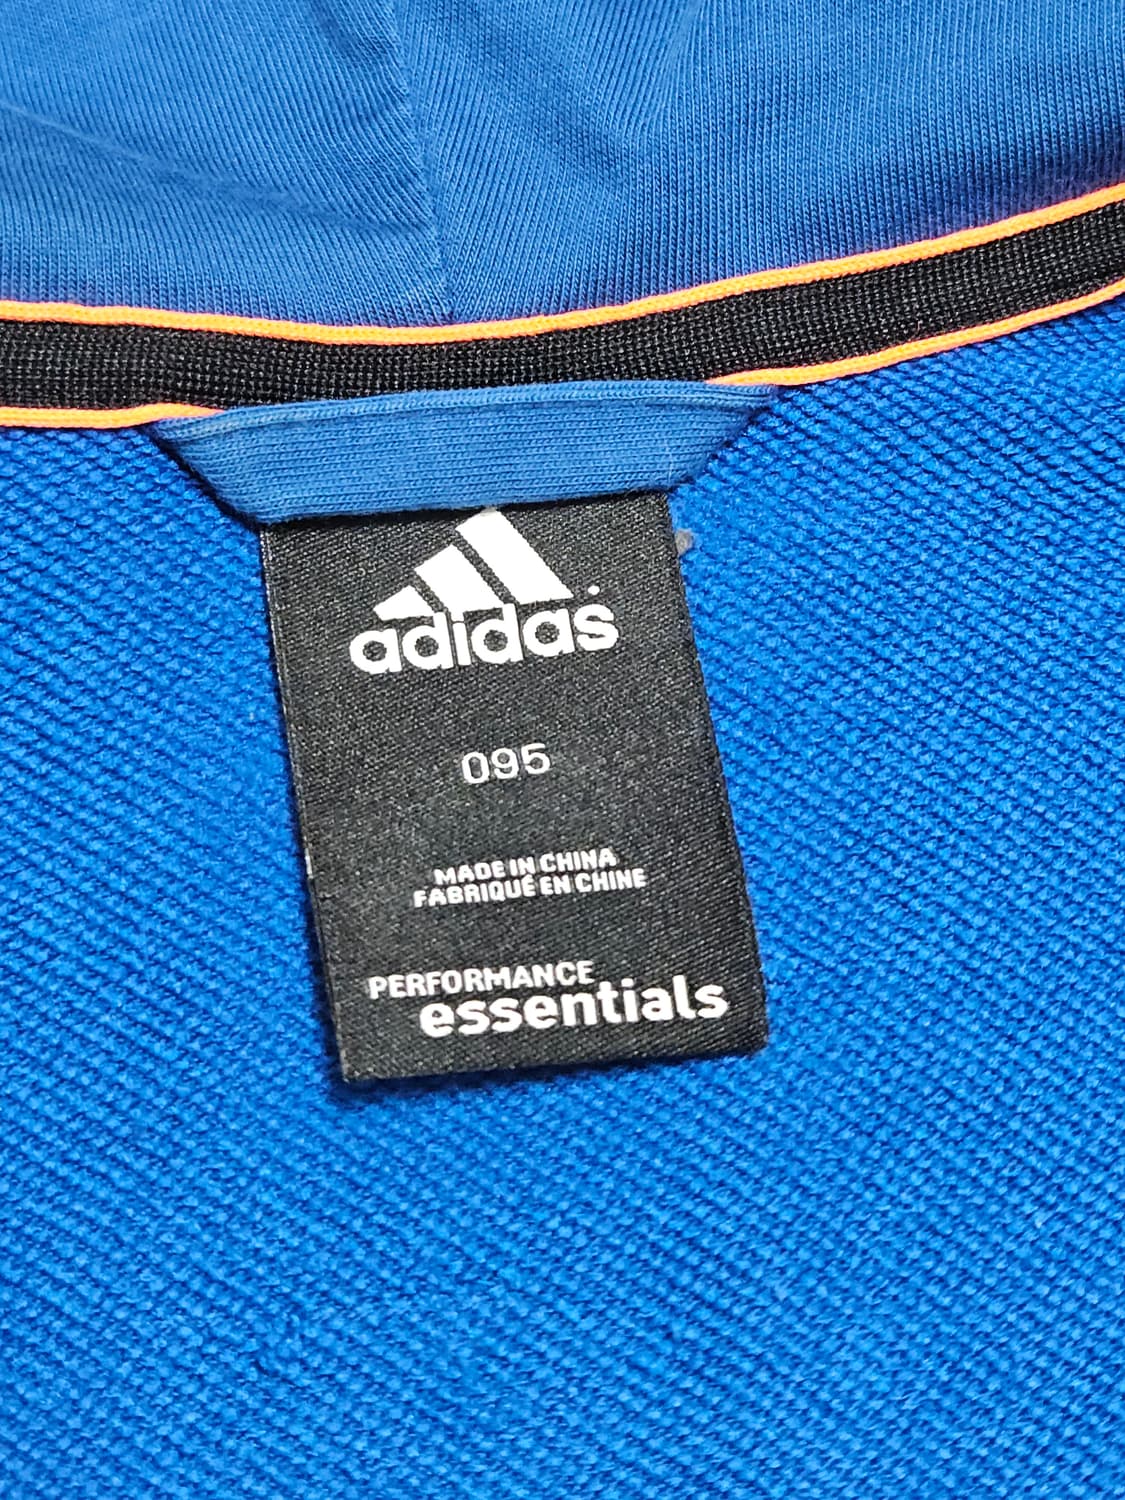 adidas
095
MADE IN CHINA
FABRIQUÉ EN CHINE
PERFORMANCE
essentials